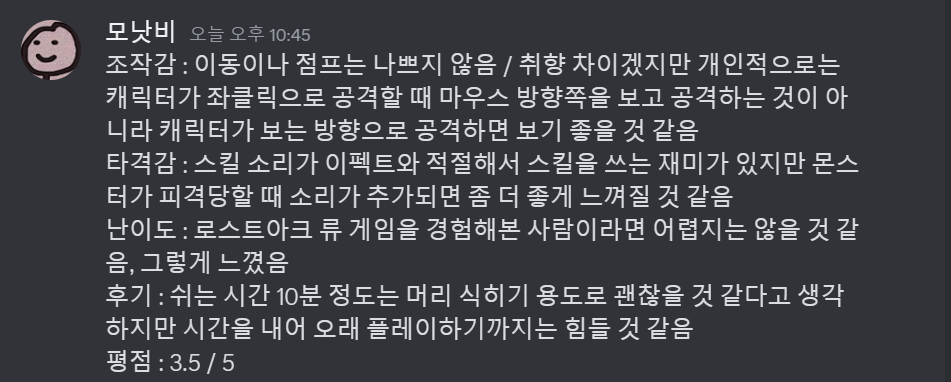 모낫비 오늘 오후 10:45
조작감 : 이동이나 점프는 나쁘지 않음 / 취향 차이겠지만 개인적으로는
캐릭터가 좌클릭으로 공격할 때 마우스 방향쪽을 보고 공격하는 것이 아
니라 캐릭터가 보는 방향으로 공격하면 보기 좋을 것 같음
타격감 : 스킬 소리가 이펙트와 적절해서 스킬을 쓰는 재미가 있지만 몬스
터가 피격당할 때 소리가 추가되면 좀 더 좋게 느껴질 것 같음
난이도 : 로스트아크 류 게임을 경험해본 사람이라면 어렵지는 않을 것 같
음, 그렇게 느꼈음
후기 : 쉬는 시간 10분 정도는 머리 식히기 용도로 괜찮을 것 같다고 생각
하지만 시간을 내어 오래 플레이하기까지는 힘들 것 같음
평점 : 3.5 / 5